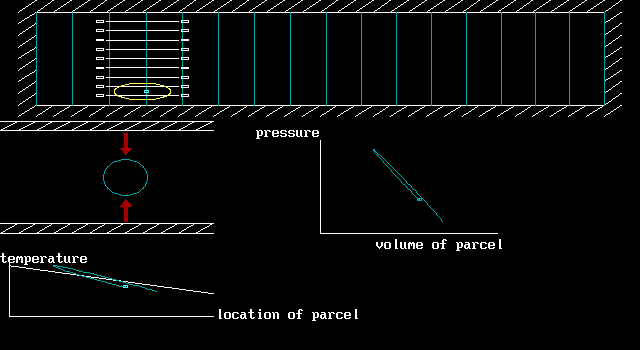 pressure
volume of parcel
temperature
location of parcel